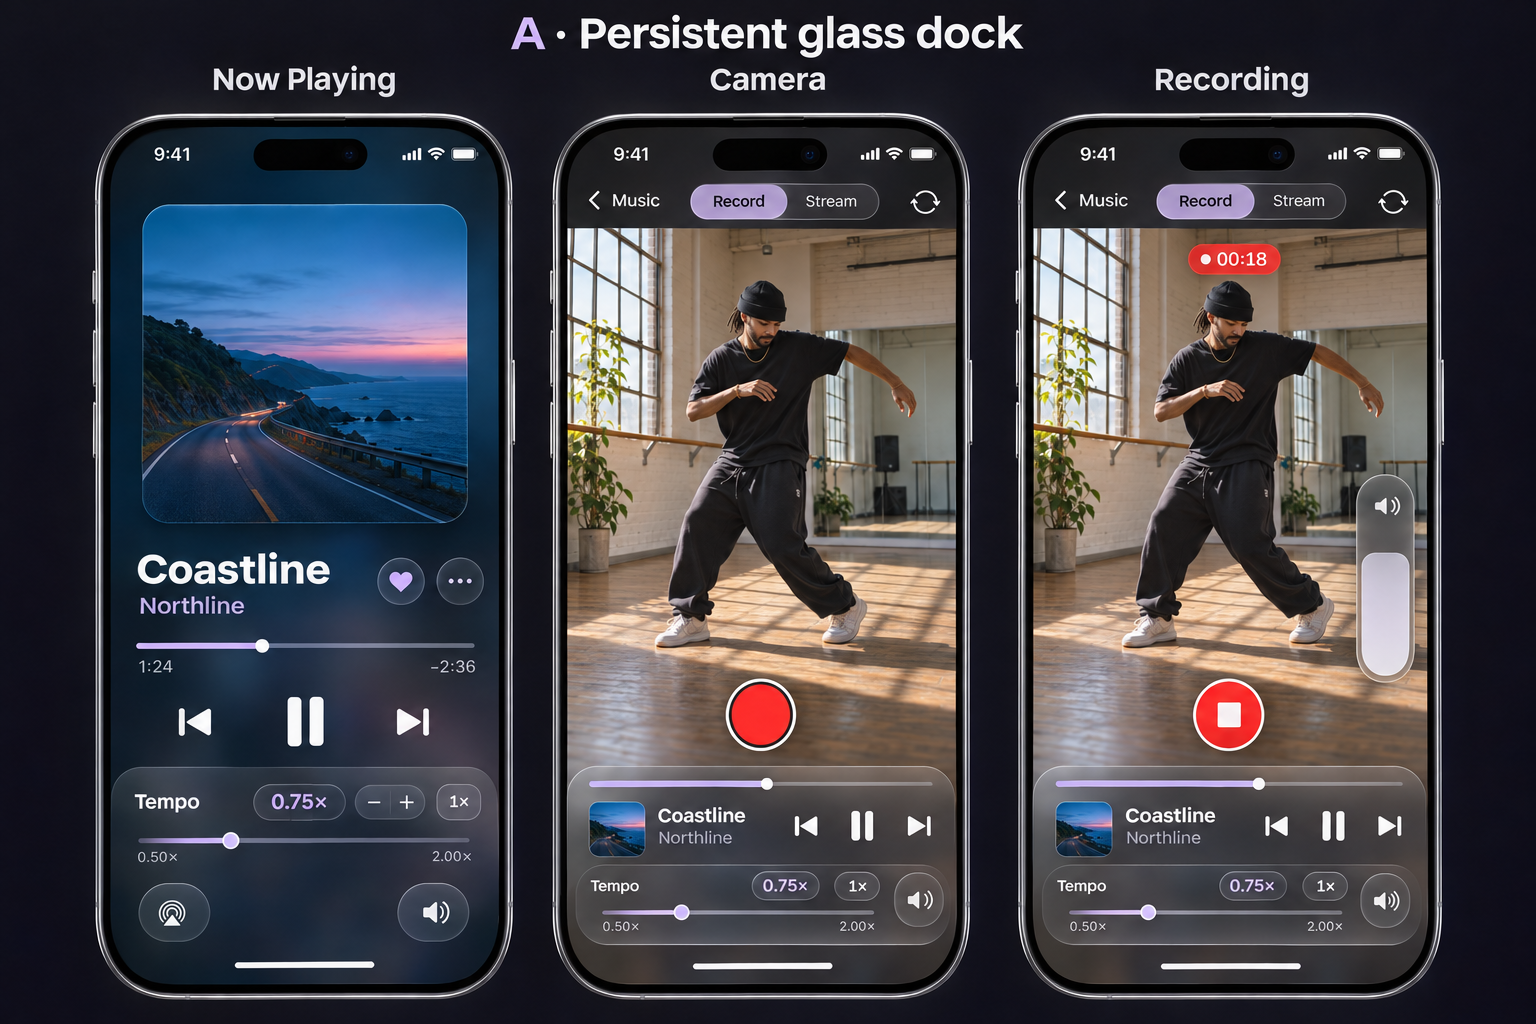 A · Persistent glass dock
Now Playing
Camera
Recording
9:41
Coastline
Northline
1:24
–2:36
Tempo
0.75×
− +
1×
0.50×
2.00×
9:41
Music
Record
Stream
Coastline
Northline
Tempo
0.75×
1×
0.50×
2.00×
9:41
Music
Record
Stream
00:18
Coastline
Northline
Tempo
0.75×
1×
0.50×
2.00×